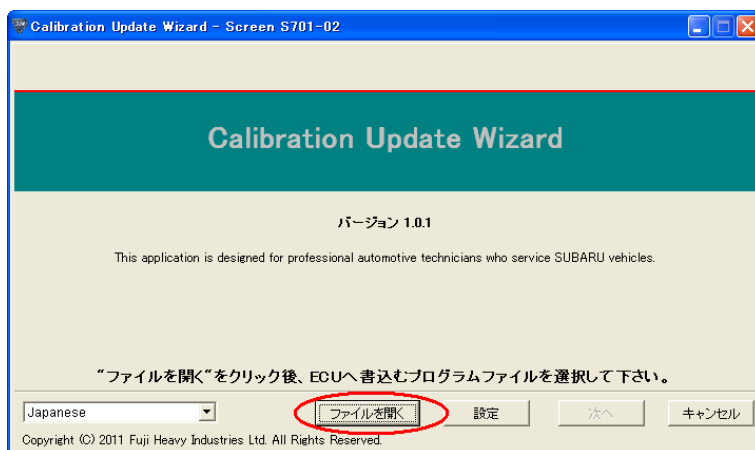 Calibration Update Wizard - Screen S701-02
Calibration Update Wizard
バージョン 1.0.1
This application is designed for professional automotive technicians who service SUBARU vehicles.
“ファイルを開く”をクリック後、ECUへ書込むプログラムファイルを選択して下さい。
Japanese ファイルを開く 設定 次へ キャンセル
Copyright (C) 2011 Fuji Heavy Industries Ltd. All Rights Reserved.